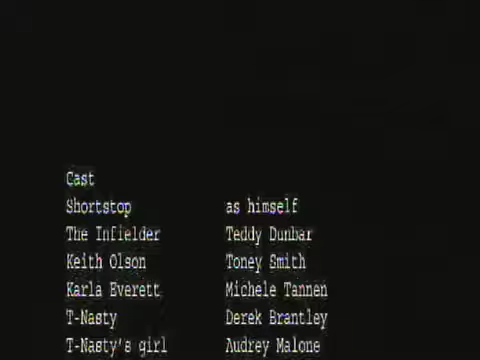 Cast
Shortstop as himself
The Infielder Teddy Dunbar
Keith Olson Toney Smith
Karla Everett Michele Tannen
T-Nasty Derek Brantley
T-Nasty's girl Audrey Malone